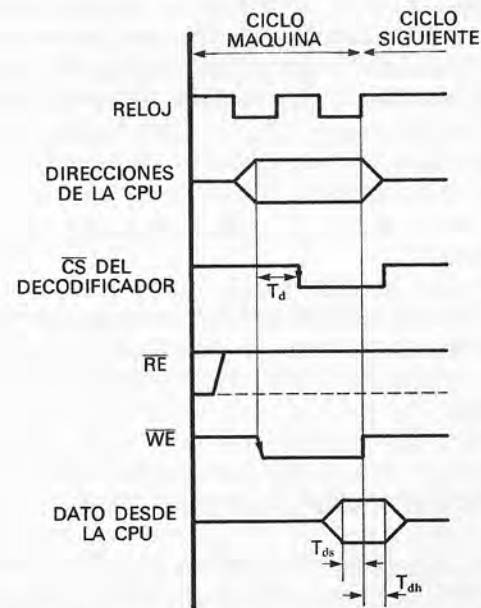 CICLO
MAQUINA
CICLO
SIGUIENTE
RELOJ
DIRECCIONES
DE LA CPU
CS DEL
DECODIFICADOR
Td
RE
WE
DATO DESDE
LA CPU
Tds
Tdh